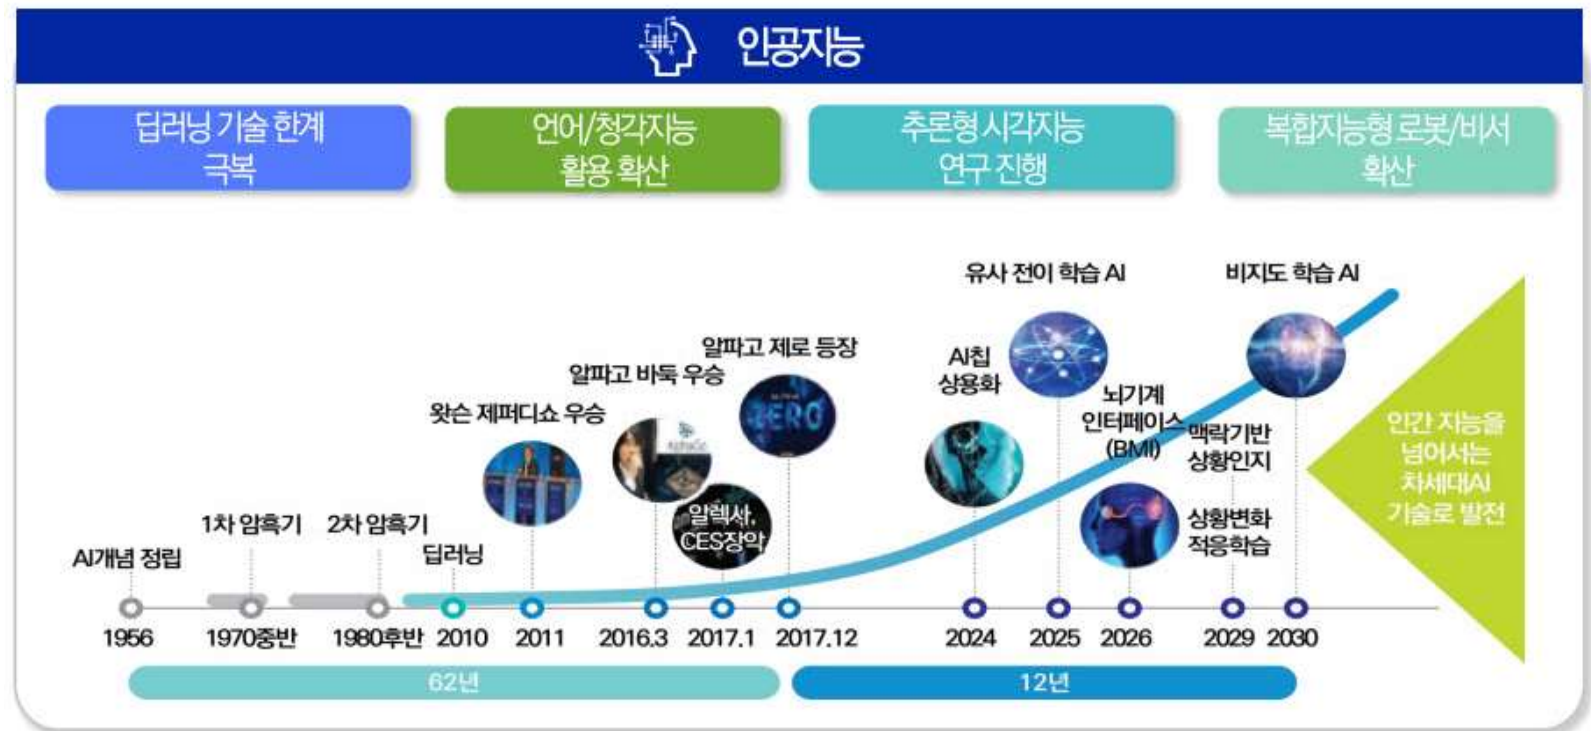 인공지능
딥러닝 기술 한계
극복
언어/청각지능
활용 확산
추론형 시각지능
연구 진행
복합지능형 로봇/비서
확산
AI개념 정립
1차 암흑기
2차 암흑기
딥러닝
왓슨 제퍼디쇼 우승
알파고 바둑 우승
AlphaGo
알렉사,
CES장악
알파고 제로 등장
ZERO
AI칩
상용화
유사 전이 학습 AI
뇌기계
인터페이스
(BMI)
맥락기반
상황인지
상황변화
적응학습
비지도 학습 AI
인간 지능을
넘어서는
차세대AI
기술로 발전
1956
1970중반
1980후반
2010
2011
2016.3
2017.1
2017.12
2024
2025
2026
2029
2030
62년
12년